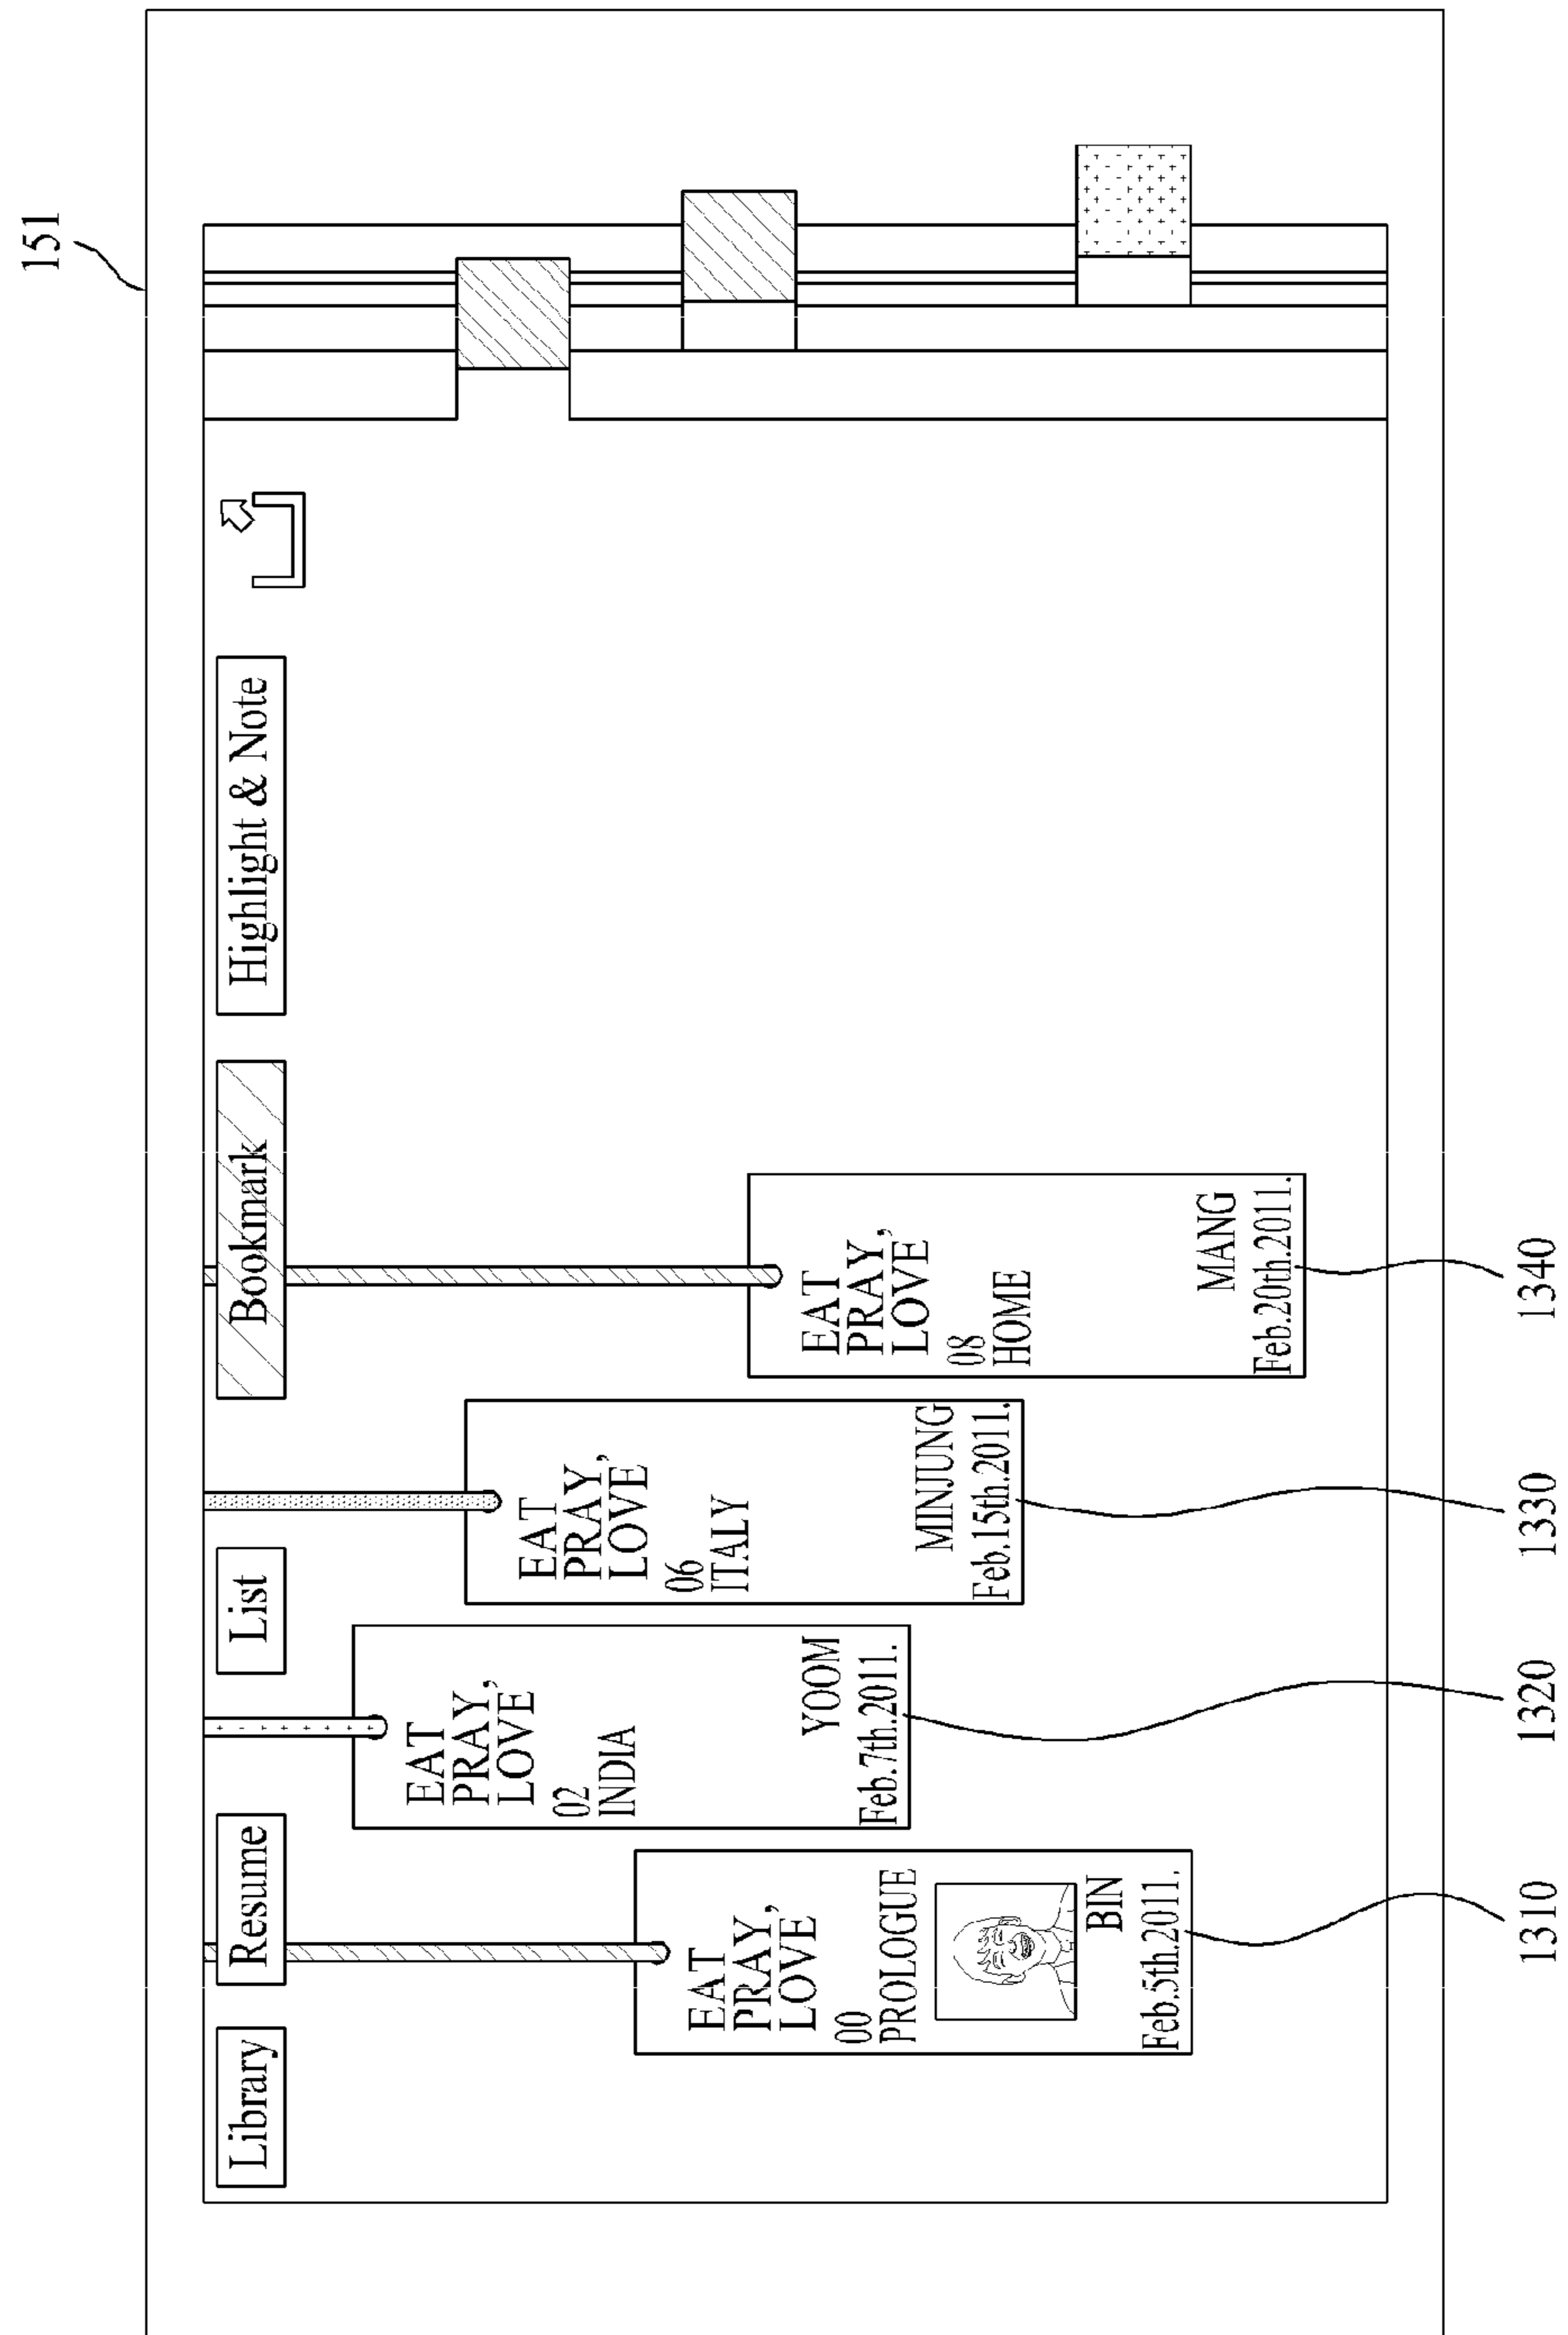 151
Library
Resume
List
Bookmark
Highlight & Note
EAT
PRAY,
LOVE
00
PROLOGUE
BIN
Feb.5th.2011.
EAT
PRAY,
LOVE
02
INDIA
YOOM
Feb.7th.2011.
EAT
PRAY,
LOVE
06
ITALY
MINJUNG
Feb.15th.2011.
EAT
PRAY,
LOVE
08
HOME
MANG
Feb.20th.2011.
1310
1320
1330
1340